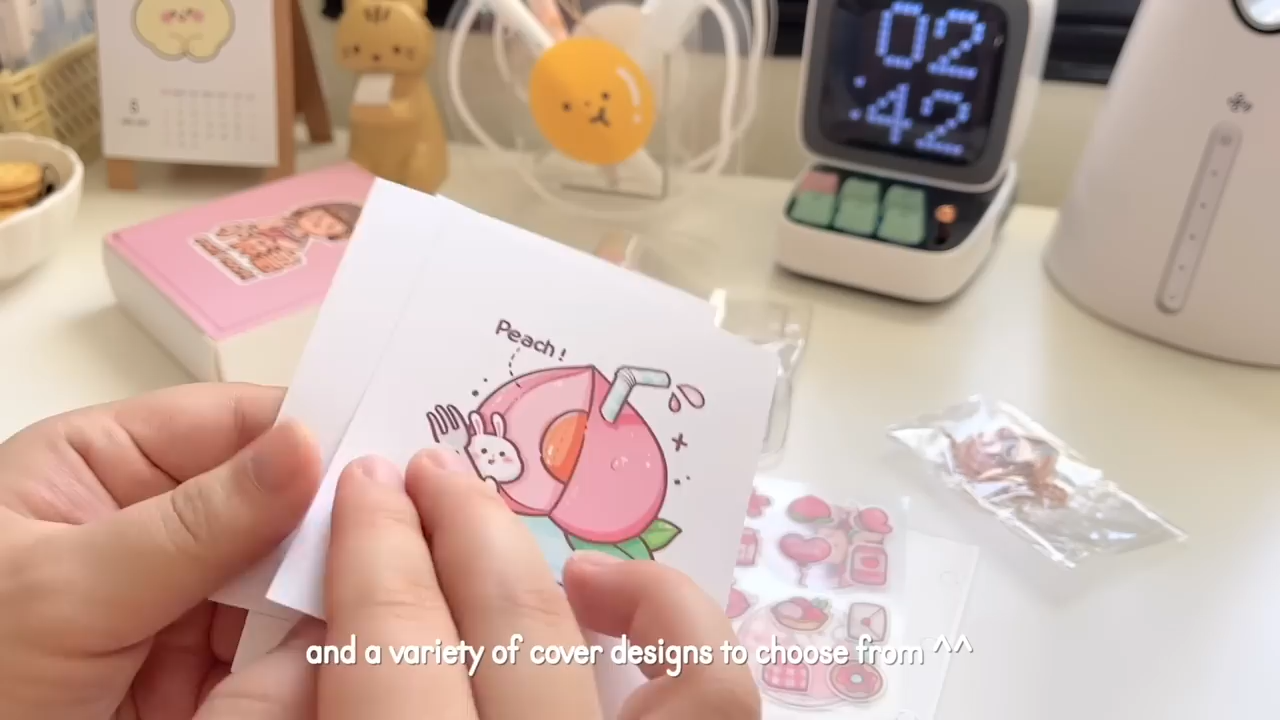 02
42
Peach!
and a variety of cover designs to choose from ^^